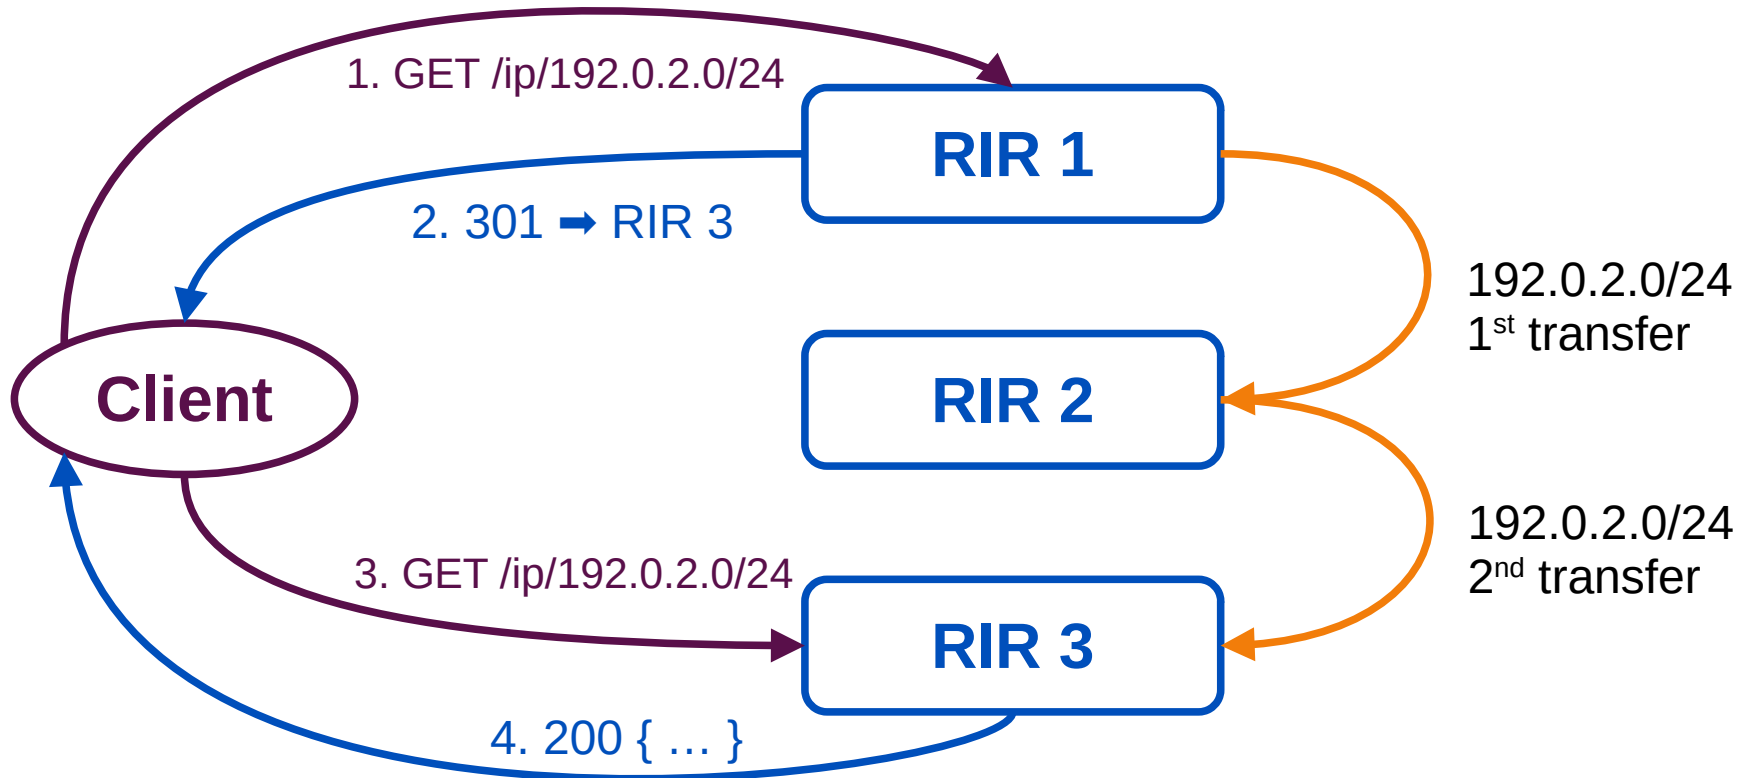 1. GET /ip/192.0.2.0/24
RIR 1
2. 301 ➡ RIR 3
192.0.2.0/24
1st transfer
Client
RIR 2
192.0.2.0/24
2nd transfer
3. GET /ip/192.0.2.0/24
RIR 3
4. 200 { … }